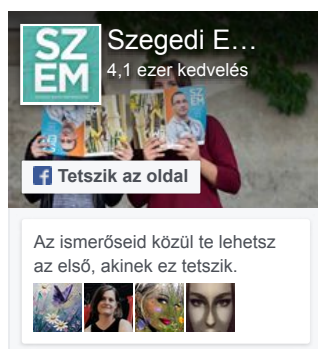 SZ
EM
Szegedi E…
4,1 ezer kedvelés
Tetszik az oldal
Az ismerőseid közül te lehetsz
az első, akinek ez tetszik.